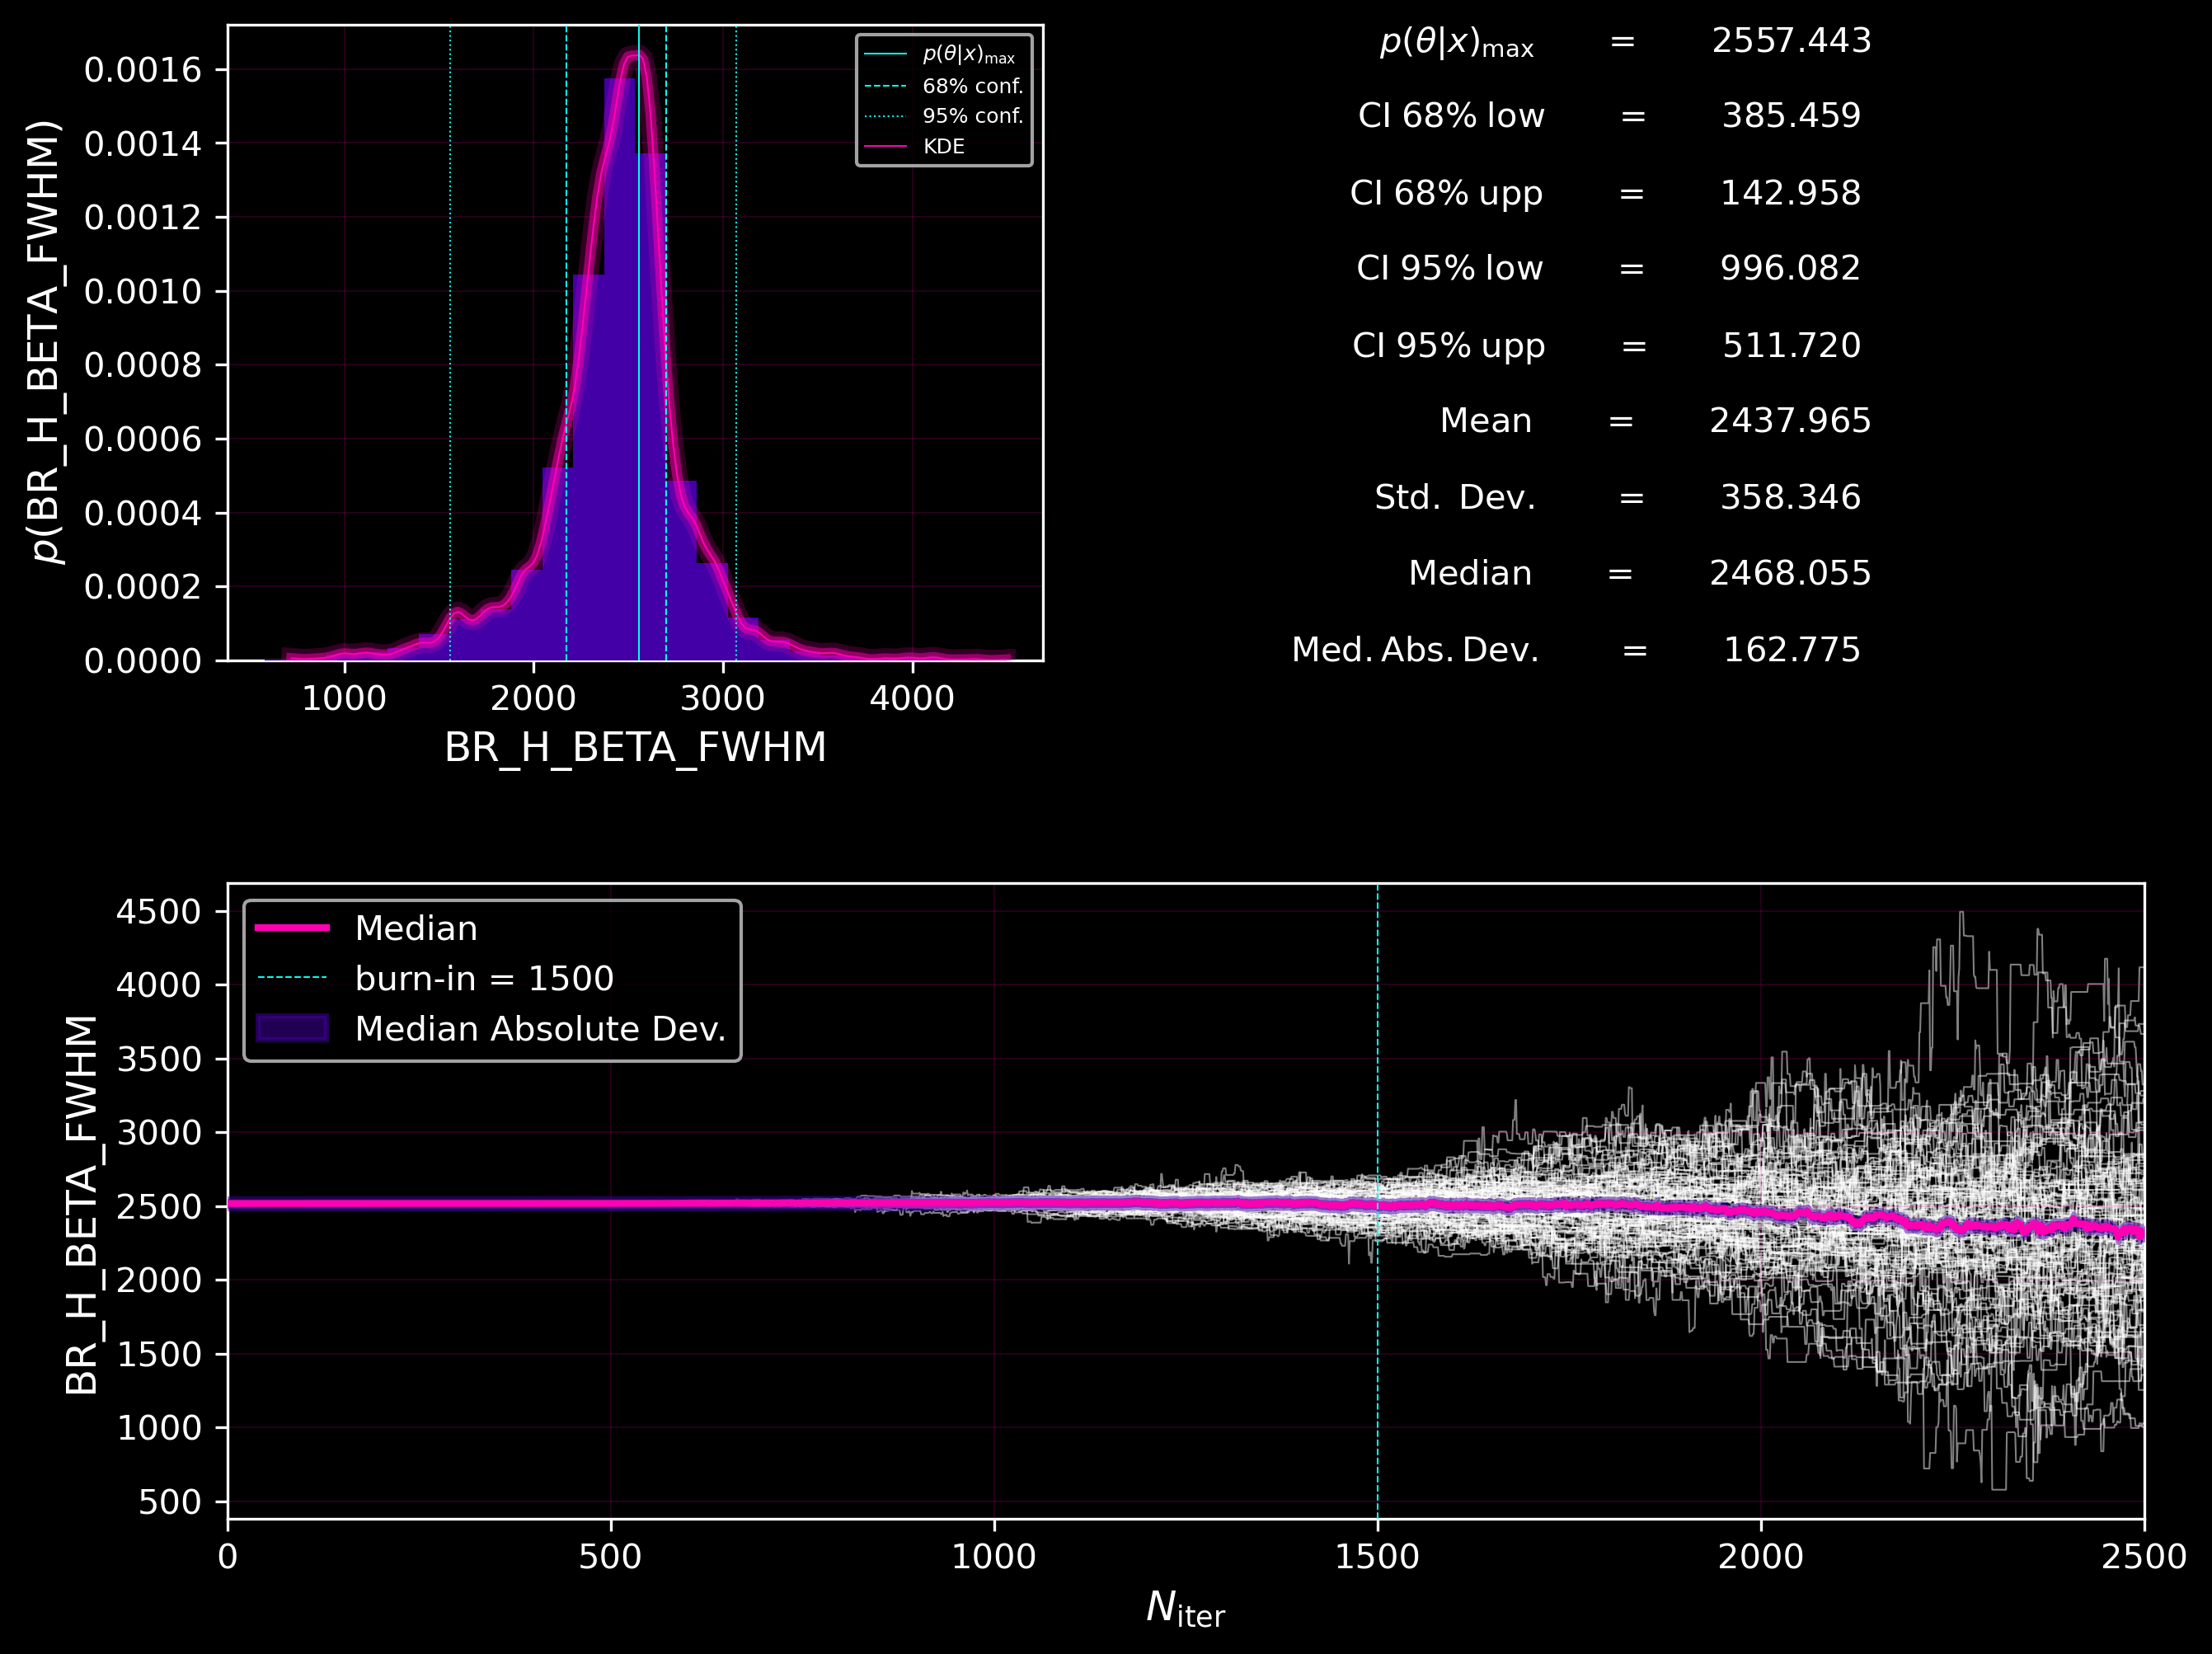 p(BR_H_BETA_FWHM)
0.0016
0.0014
0.0012
0.0010
0.0008
0.0006
0.0004
0.0002
0.0000
1000 2000 3000 4000
BR_H_BETA_FWHM
p(θ|x)max
68% conf.
95% conf.
KDE
p(θ|x)max = 2557.443
CI 68% low = 385.459
CI 68% upp = 142.958
CI 95% low = 996.082
CI 95% upp = 511.720
Mean = 2437.965
Std. Dev. = 358.346
Median = 2468.055
Med. Abs. Dev. = 162.775
BR_H_BETA_FWHM
4500
4000
3500
3000
2500
2000
1500
1000
500
Median
burn-in = 1500
Median Absolute Dev.
0 500 1000 1500 2000 2500
Niter